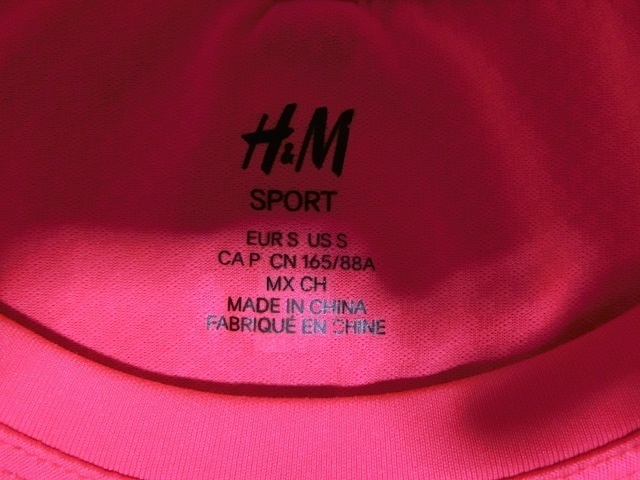 H&M
SPORT
EUR S US S
CA P CN 165/88A
MX CH
MADE IN CHINA
FABRIQUÉ EN CHINE